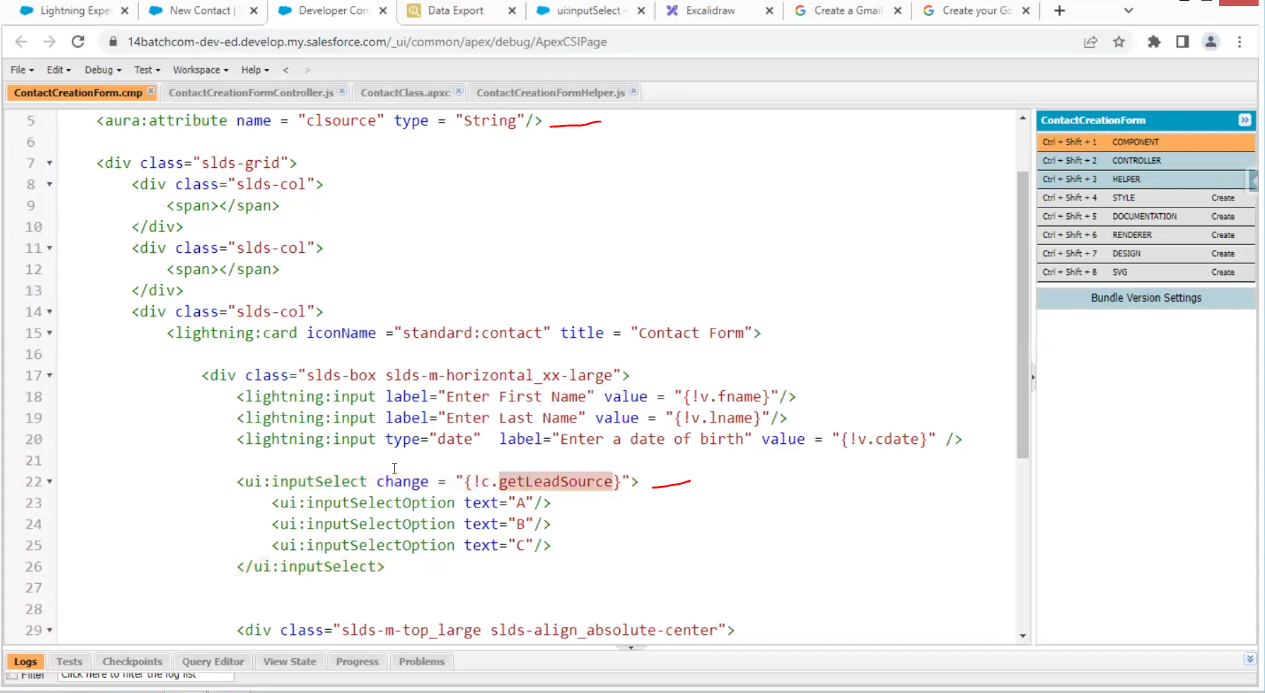 Lightning Expe
New Contact |
Developer Con
Data Export
ui:inputSelect -
Excalidraw
Create a Gmail
Create your Go
14batchcom-dev-ed.develop.my.salesforce.com/_ui/common/apex/debug/ApexCSIPage
File Edit Debug Test Workspace Help < >
ContactCreationForm.cmp ContactCreationFormController.js ContactClass.apxc ContactCreationFormHelper.js
5 <aura:attribute name = "clsource" type = "String"/>
6
7 <div class="slds-grid">
8 <div class="slds-col">
9 <span></span>
10 </div>
11 <div class="slds-col">
12 <span></span>
13 </div>
14 <div class="slds-col">
15 <lightning:card iconName ="standard:contact" title = "Contact Form">
16
17 <div class="slds-box slds-m-horizontal_xx-large">
18 <lightning:input label="Enter First Name" value = "{!v.fname}"/>
19 <lightning:input label="Enter Last Name" value = "{!v.lname}"/>
20 <lightning:input type="date" label="Enter a date of birth" value = "{!v.cdate}" />
21
22 <ui:inputSelect change = "{!c.getLeadSource}">
23 <ui:inputSelectOption text="A"/>
24 <ui:inputSelectOption text="B"/>
25 <ui:inputSelectOption text="C"/>
26 </ui:inputSelect>
27
28
29 <div class="slds-m-top_large slds-align_absolute-center">
ContactCreationForm
Ctrl + Shift + 1 COMPONENT
Ctrl + Shift + 2 CONTROLLER
Ctrl + Shift + 3 HELPER
Ctrl + Shift + 4 STYLE Create
Ctrl + Shift + 5 DOCUMENTATION Create
Ctrl + Shift + 6 RENDERER Create
Ctrl + Shift + 7 DESIGN Create
Ctrl + Shift + 8 SVG Create
Bundle Version Settings
Logs Tests Checkpoints Query Editor View State Progress Problems
Filter Click here to filter the log list